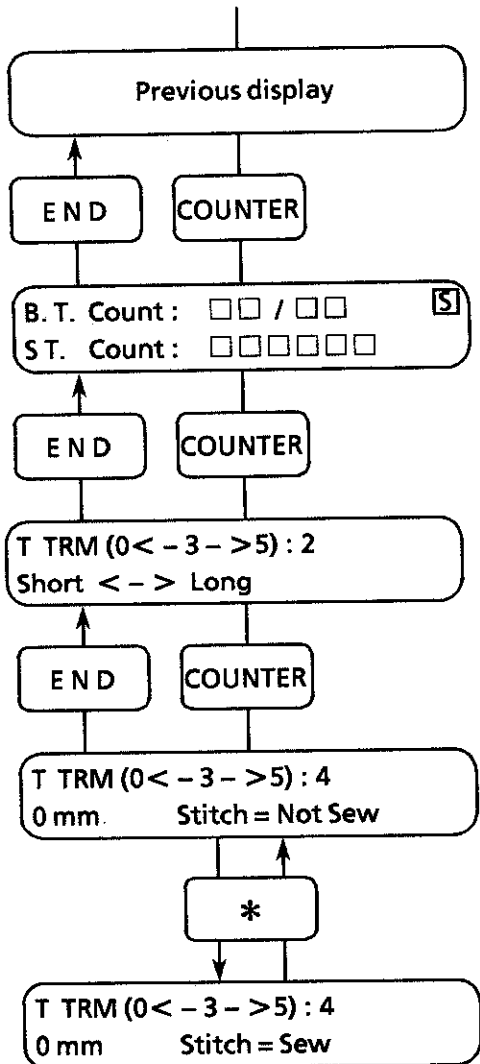 Previous display
END COUNTER
B. T. Count : □□ / □□ S
ST. Count : □□□□□□
END COUNTER
T TRM (0< – 3 – >5) : 2
Short < – > Long
END COUNTER
T TRM (0< – 3 – >5) : 4
0 mm Stitch = Not Sew
*
T TRM (0< – 3 – >5) : 4
0 mm Stitch = Sew